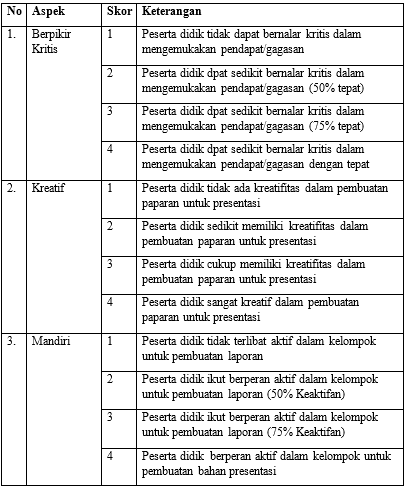 No Aspek Skor Keterangan
1. Berpikir 1 Peserta didik tidak dapat bernalar kritis dalam
Kritis mengemukakan pendapat/gagasan
2 Peserta didik dpat sedikit bernalar kritis dalam
mengemukakan pendapat/gagasan (50% tepat)
3 Peserta didik dpat sedikit bernalar kritis dalam
mengemukakan pendapat/gagasan (75% tepat)
4 Peserta didik dpat sedikit bernalar kritis dalam
mengemukakan pendapat/gagasan dengan tepat
2. Kreatif 1 Peserta didik tidak ada kreatifitas dalam pembuatan
paparan untuk presentasi
2 Peserta didik sedikit memiliki kreatifitas dalam
pembuatan paparan untuk presentasi
3 Peserta didik cukup memiliki kreatifitas dalam
pembuatan paparan untuk presentasi
4 Peserta didik sangat kreatif dalam pembuatan
paparan untuk presentasi
3. Mandiri 1 Peserta didik tidak terlibat aktif dalam kelompok
untuk pembuatan laporan
2 Peserta didik ikut berperan aktif dalam kelompok
untuk pembuatan laporan (50% Keaktifan)
3 Peserta didik ikut berperan aktif dalam kelompok
untuk pembuatan laporan (75% Keaktifan)
4 Peserta didik berperan aktif dalam kelompok untuk
pembuatan bahan presentasi